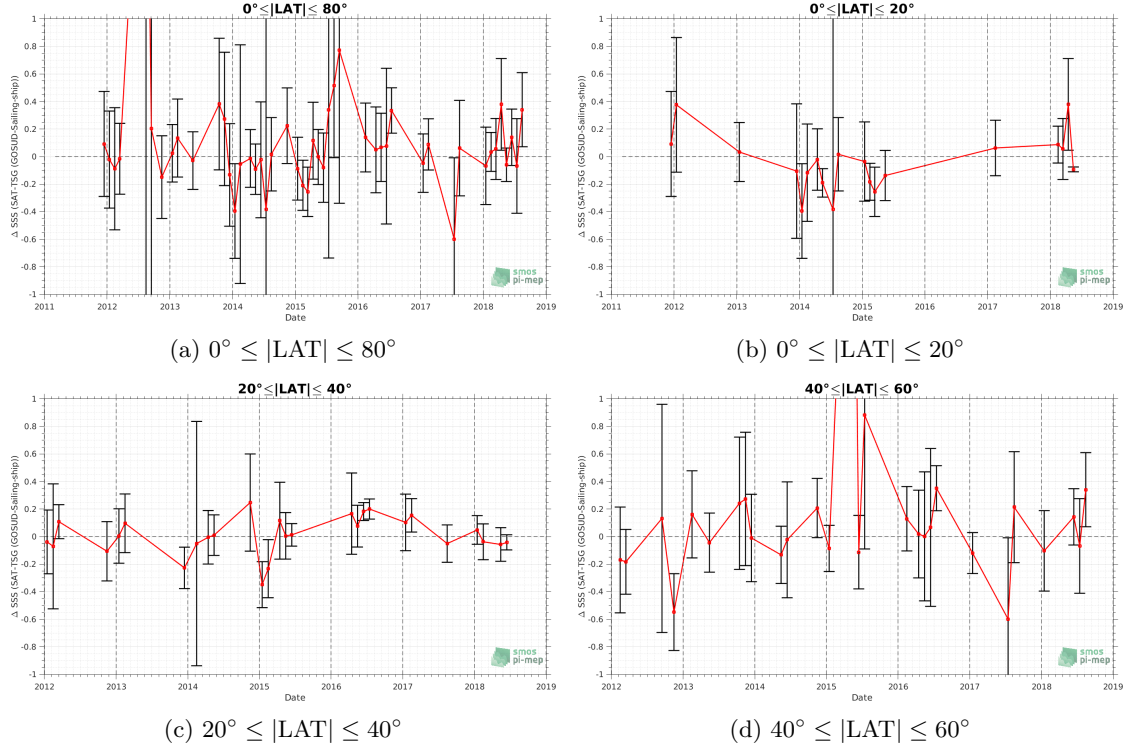 0°≤|LAT|≤ 80°
Δ SSS (SAT-TSG (GOSUD-Sailing-ship))
1
0.8
0.6
0.4
0.2
0
-0.2
-0.4
-0.6
-0.8
-1
2011 2012 2013 2014 2015 2016 2017 2018 2019
Date
smos
pi-mep
(a) 0° ≤ |LAT| ≤ 80°
0°≤|LAT|≤ 20°
Δ SSS (SAT-TSG (GOSUD-Sailing-ship))
1
0.8
0.6
0.4
0.2
0
-0.2
-0.4
-0.6
-0.8
-1
2011 2012 2013 2014 2015 2016 2017 2018 2019
Date
smos
pi-mep
(b) 0° ≤ |LAT| ≤ 20°
20°≤|LAT|≤ 40°
Δ SSS (SAT-TSG (GOSUD-Sailing-ship))
1
0.8
0.6
0.4
0.2
0
-0.2
-0.4
-0.6
-0.8
-1
2012 2013 2014 2015 2016 2017 2018 2019
Date
smos
pi-mep
(c) 20° ≤ |LAT| ≤ 40°
40°≤|LAT|≤ 60°
Δ SSS (SAT-TSG (GOSUD-Sailing-ship))
1
0.8
0.6
0.4
0.2
0
-0.2
-0.4
-0.6
-0.8
-1
2012 2013 2014 2015 2016 2017 2018 2019
Date
smos
pi-mep
(d) 40° ≤ |LAT| ≤ 60°